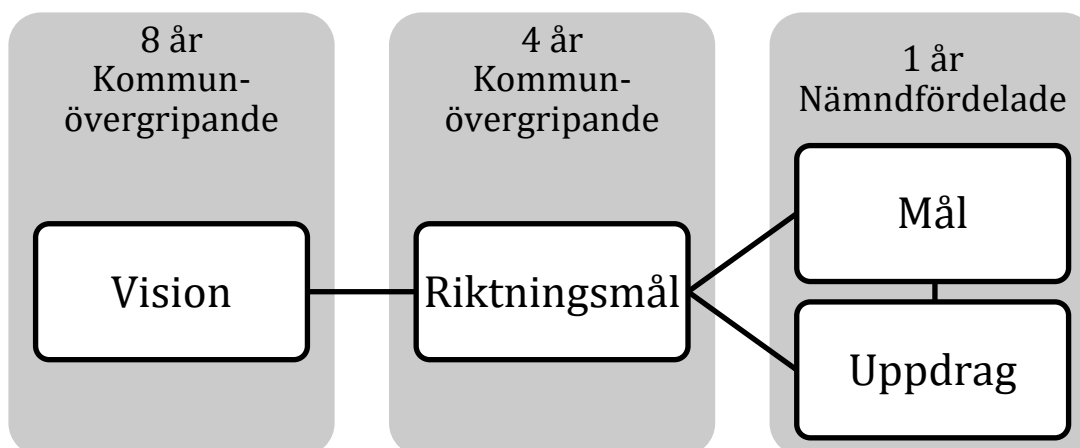 8 år
Kommun-
övergripande
Vision
4 år
Kommun-
övergripande
Riktningsmål
1 år
Nämndfördelade
Mål
Uppdrag